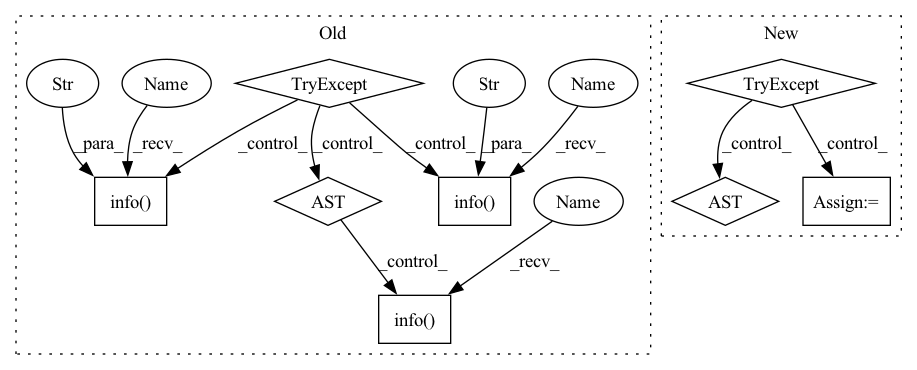 Old
New
Str
Name
TryExcept
Str
Name
TryExcept
_para_
_recv_
_control_
_control_
_control_
_para_
_recv_
_control_
_control_
info()
AST
info()
Name
AST
Assign:=
_control_
_recv_
info()